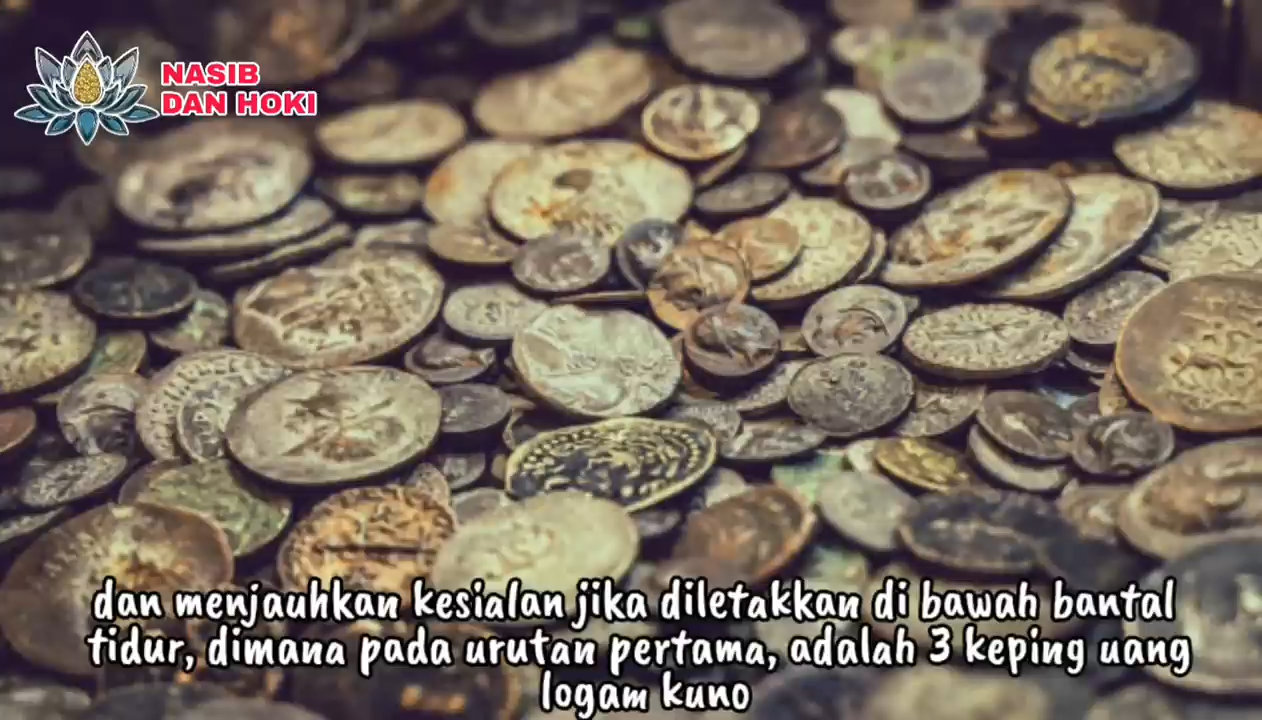 NASIB
DAN HOKI
dan menjauhkan kesialan jika diletakkan di bawah bantal
tidur, dimana pada urutan pertama, adalah 3 keping uang
logam kuno